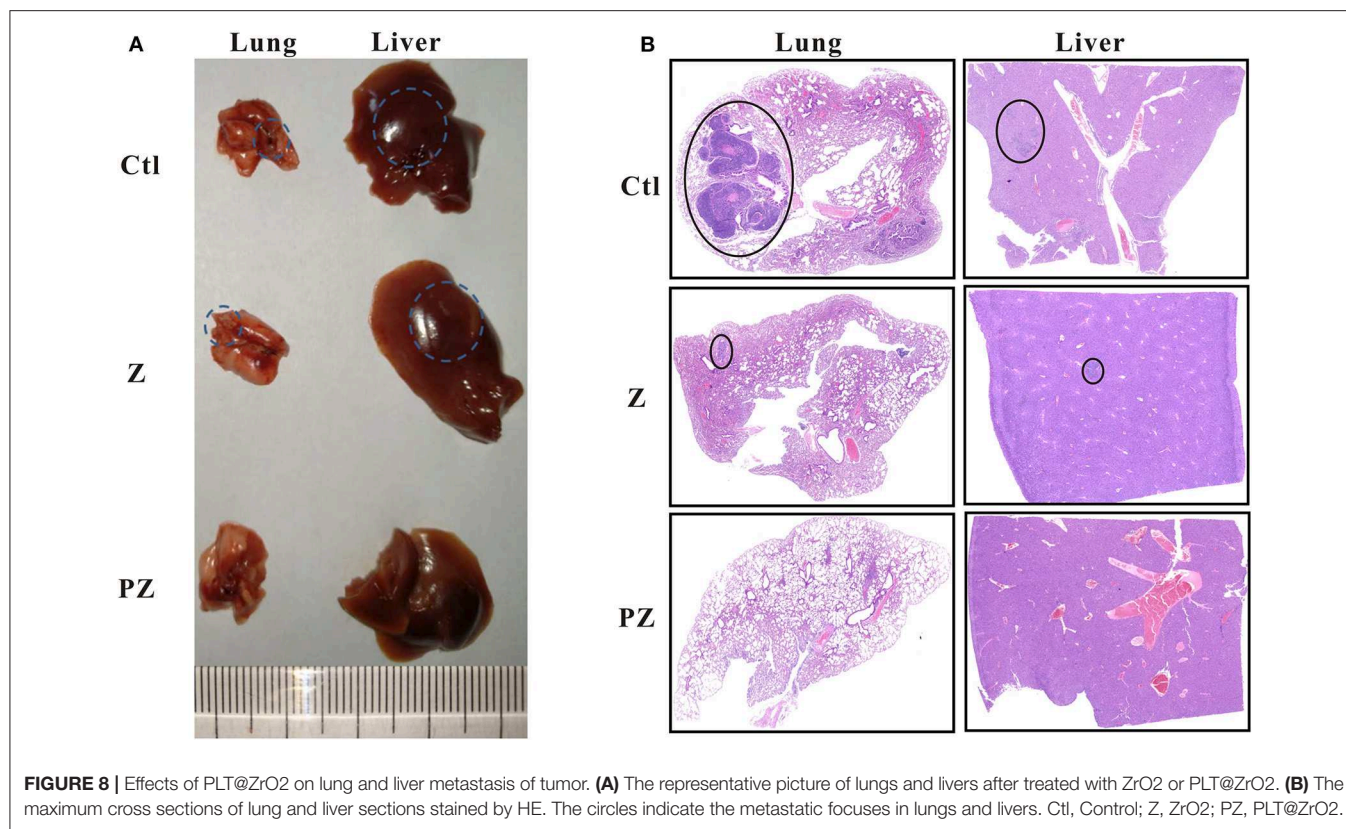 A
Lung Liver
Ctl
Z
PZ
B
Lung Liver
Ctl
Z
PZ
FIGURE 8 | Effects of PLT@ZrO2 on lung and liver metastasis of tumor. (A) The representative picture of lungs and livers after treated with ZrO2 or PLT@ZrO2. (B) The
maximum cross sections of lung and liver sections stained by HE. The circles indicate the metastatic focuses in lungs and livers. Ctl, Control; Z, ZrO2; PZ, PLT@ZrO2.